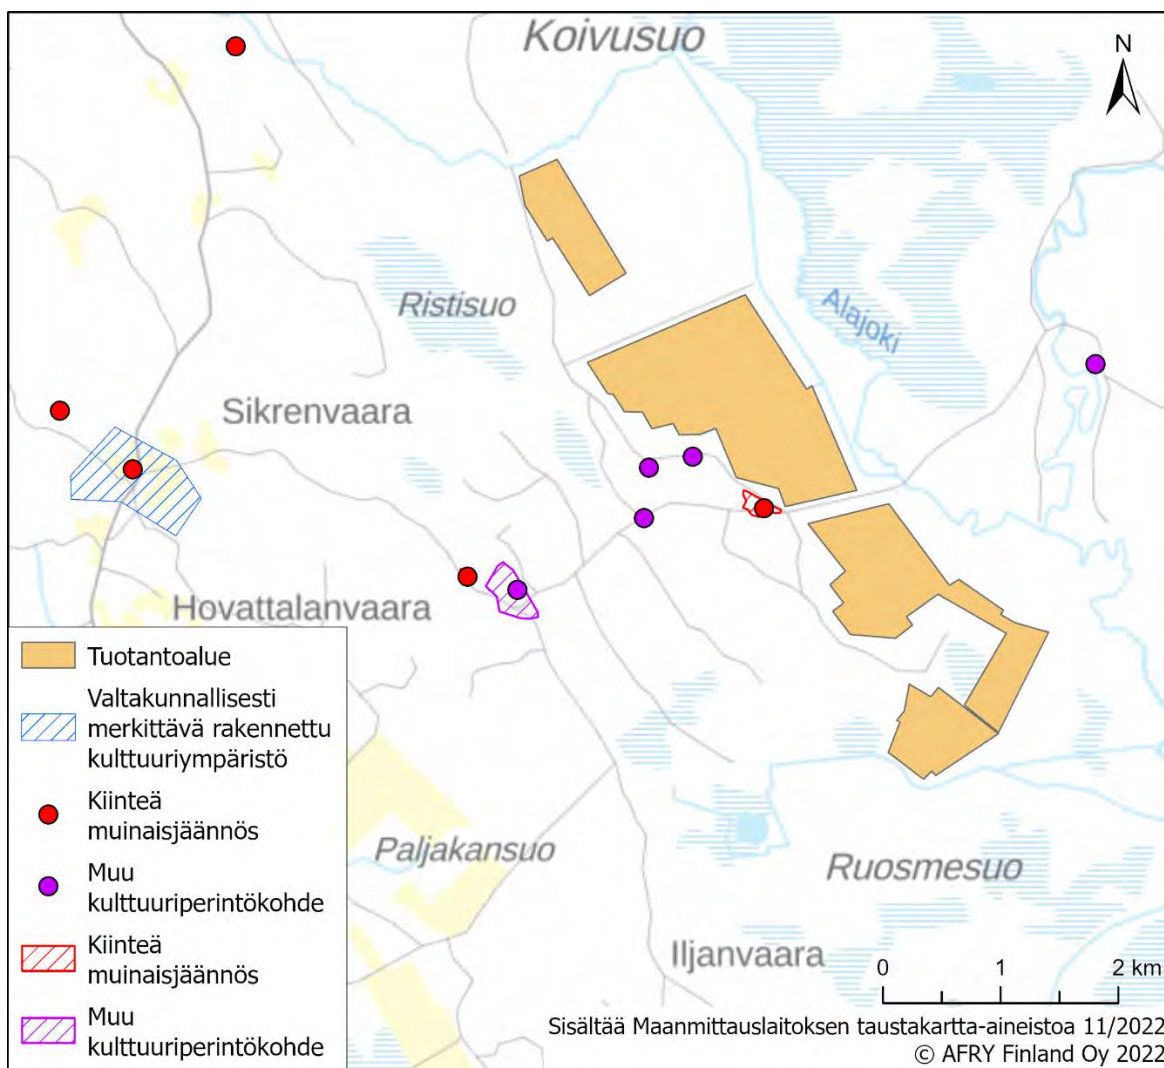 Koivusuo
N
Ristisuo
Alajoki
Sikrenvaara
Hovattalanvaara
Tuotantoalue
Valtakunnallisesti
merkittävä rakennettu
kulttuuriympäristö
Kiinteä
muinaisjäännös
Muu
kulttuuriperintökohde
Kiinteä
muinaisjäännös
Muu
kulttuuriperintökohde
Paljakansuo
Ruosmesuo
Iljanvaara
0 1 2 km
Sisältää Maanmittauslaitoksen taustakartta-aineistoa 11/2022
© AFRY Finland Oy 2022